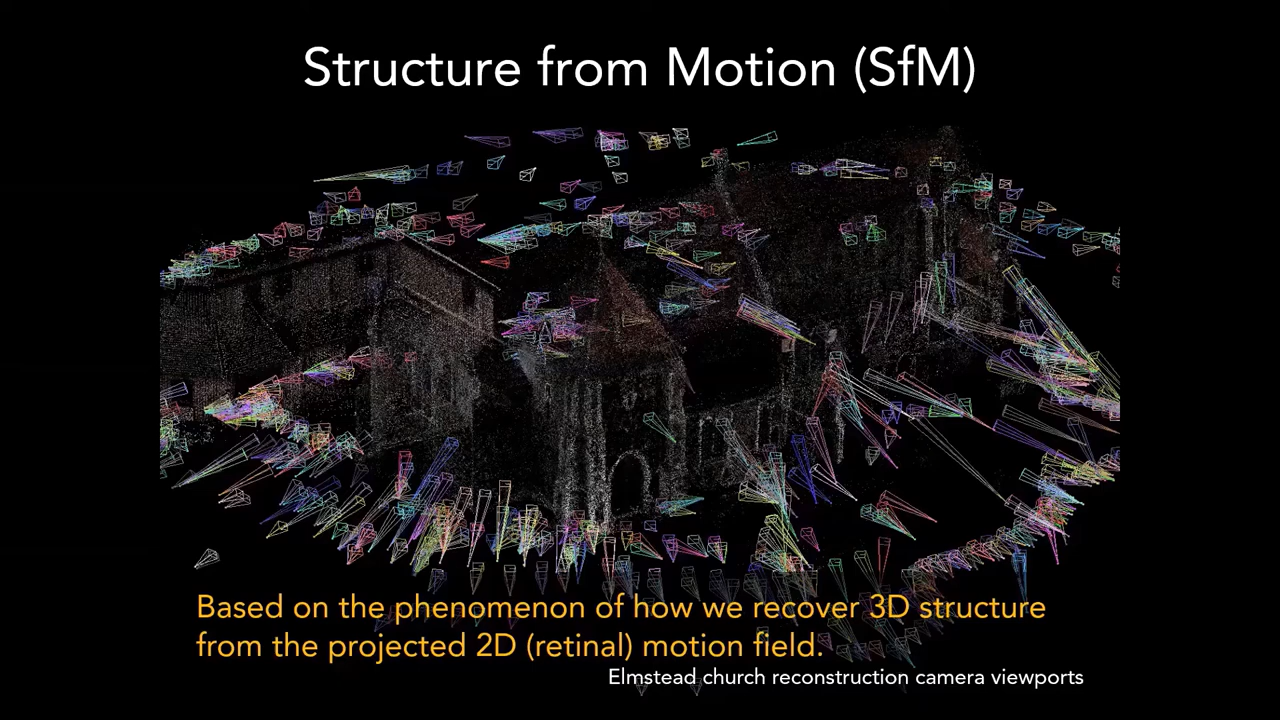 Structure from Motion (SfM)
Based on the phenomenon of how we recover 3D structure
from the projected 2D (retinal) motion field.
Elmstead church reconstruction camera viewports